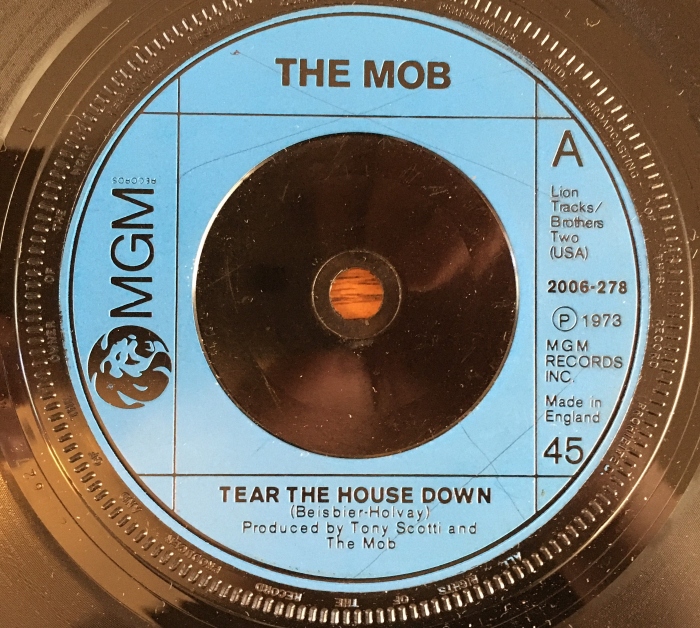 THE MOB
MGM
RECORDS
A
Lion
Tracks/
Brothers
Two
(USA)
2006-278
Ⓟ 1973
MGM
RECORDS
INC.
Made in
England
45
TEAR THE HOUSE DOWN
(Beisbier-Holvay)
Produced by Tony Scotti and
The Mob